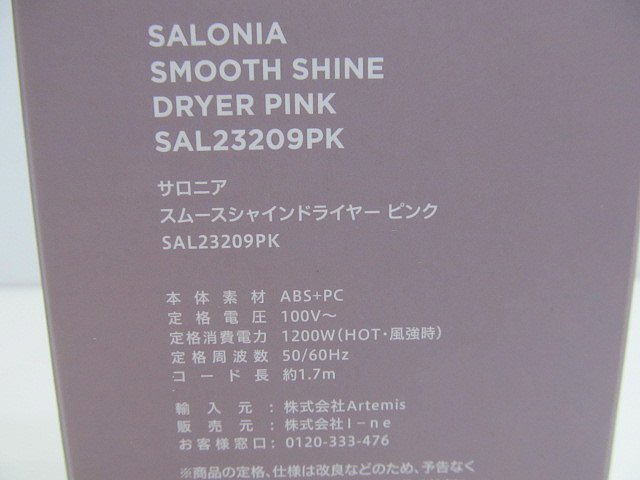 SALONIA
SMOOTH SHINE
DRYER PINK
SAL23209PK
サロニア
スムースシャインドライヤー ピンク
SAL23209PK
本体素材 ABS+PC
定格電圧 100V～
定格消費電力 1200W(HOT・風強時)
定格周波数 50/60Hz
コード長 約1.7m
輸入元 : 株式会社Artemis
販売元 : 株式会社I-ne
お客様窓口 : 0120-333-476
※商品の定格、仕様は改良などのため、予告なく